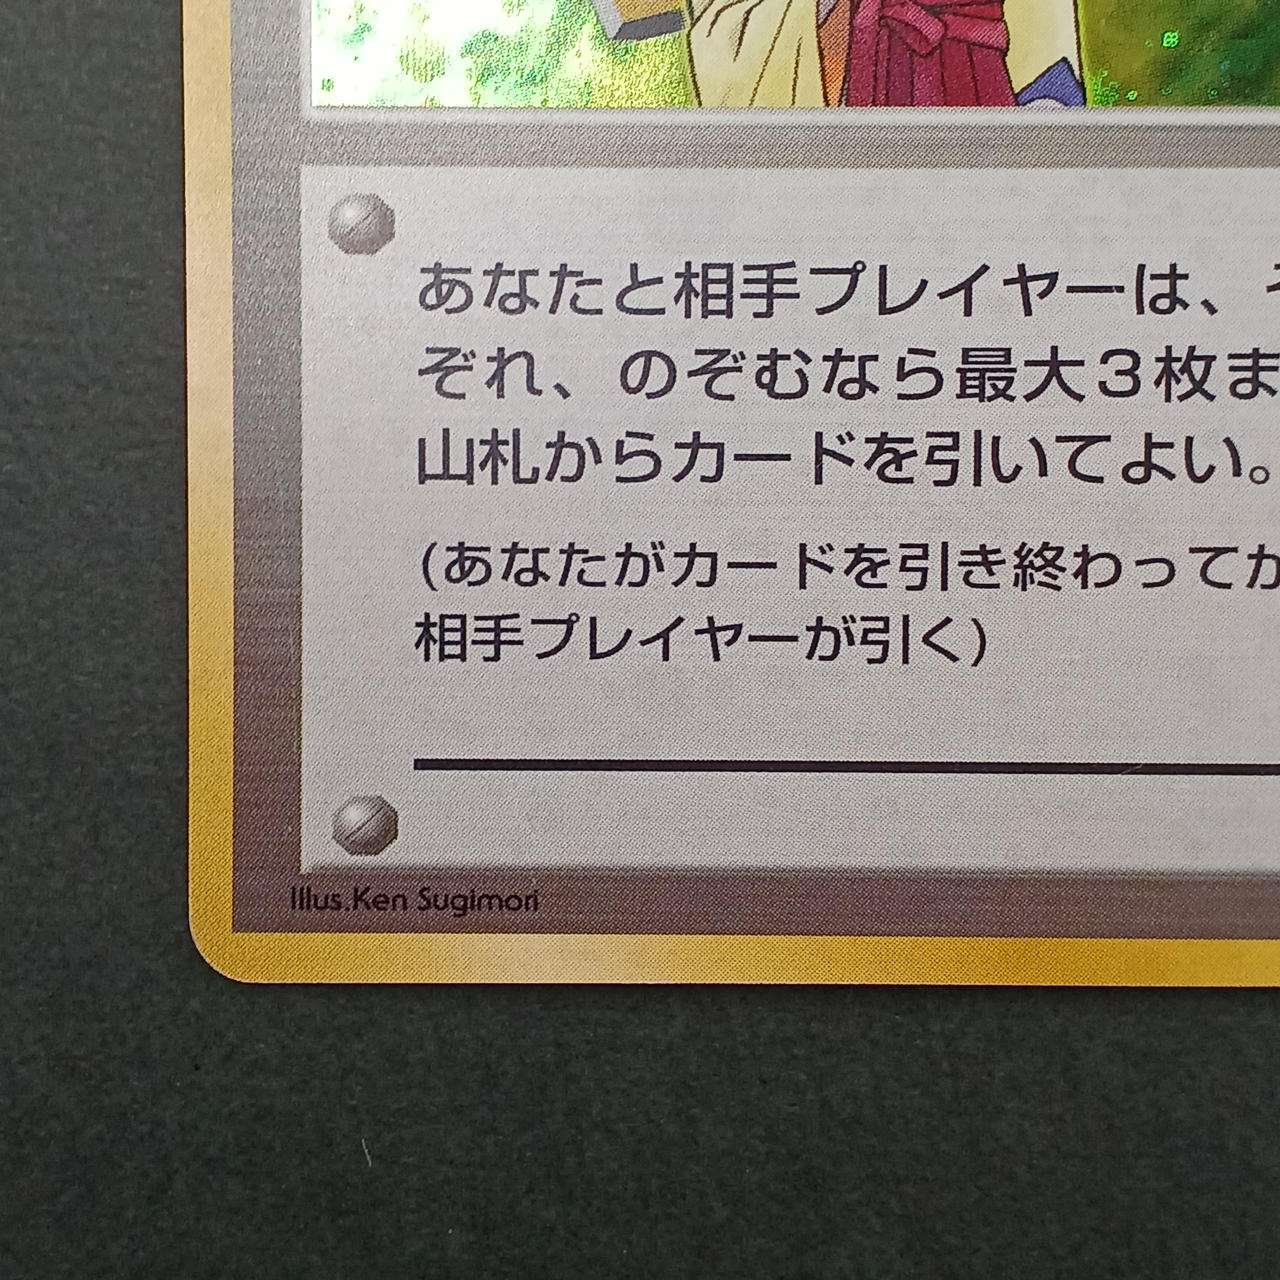 あなたと相手プレイヤーは、そ
ぞれ、のぞむなら最大３枚ま
山札からカードを引いてよい。
(あなたがカードを引き終わってか
相手プレイヤーが引く)
Illus.Ken Sugimori